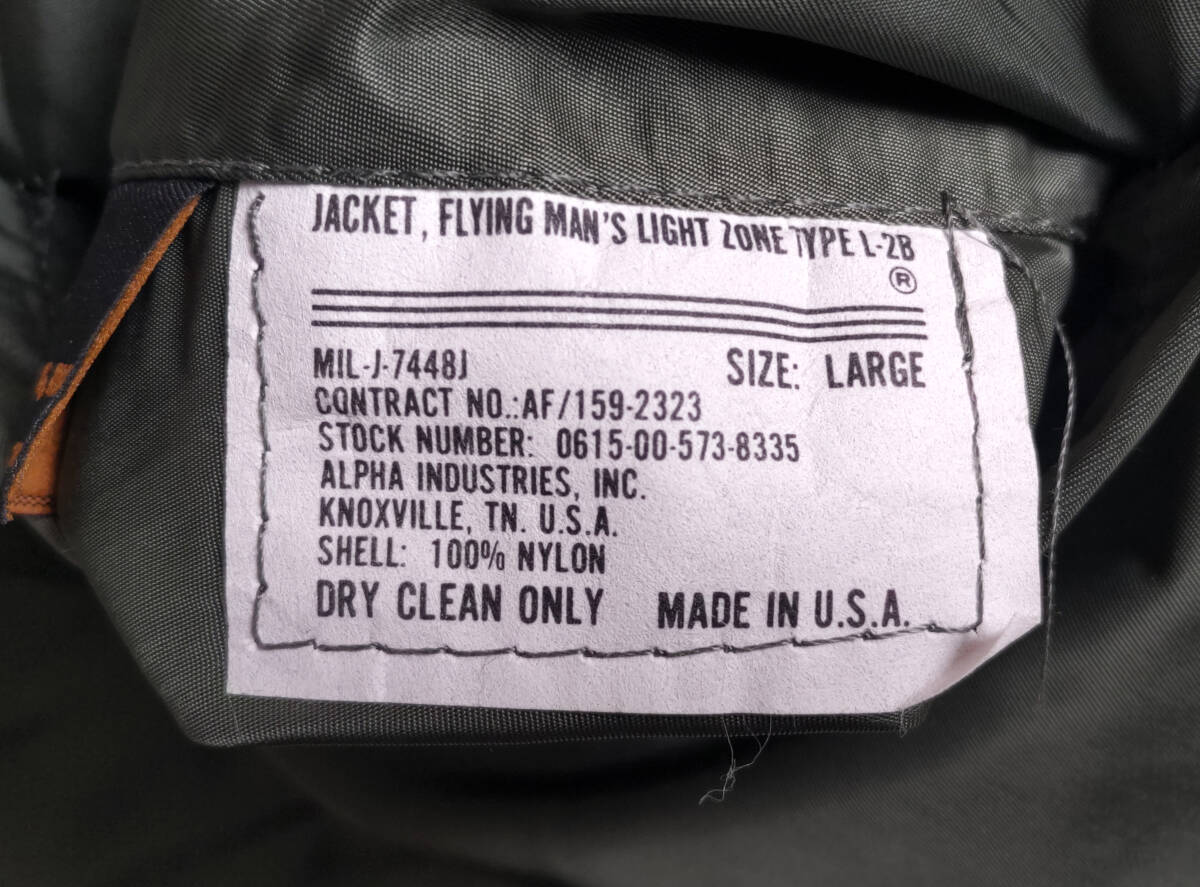 JACKET, FLYING MAN'S LIGHT ZONE TYPE L-2B
®
MIL-J-7448J SIZE: LARGE
CONTRACT NO.:AF/159-2323
STOCK NUMBER: 0615-00-573-8335
ALPHA INDUSTRIES, INC.
KNOXVILLE, TN. U.S.A.
SHELL: 100% NYLON
DRY CLEAN ONLY MADE IN U.S.A.